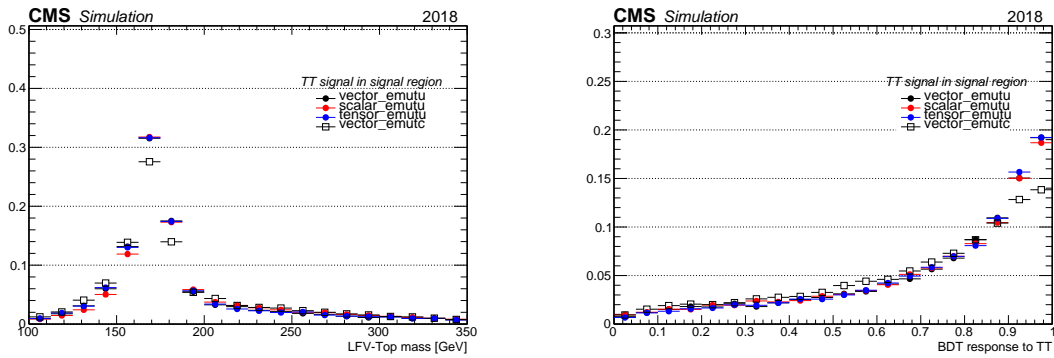 CMS Simulation 2018
0.5
0.4
0.3
0.2
0.1
0
TT signal in signal region
vector_emutu
scalar_emutu
tensor_emutu
vector_emutc
100 150 200 250 300 350
LFV-Top mass [GeV]
CMS Simulation 2018
0.3
0.25
0.2
0.15
0.1
0.05
0
TT signal in signal region
vector_emutu
scalar_emutu
tensor_emutu
vector_emutc
0 0.1 0.2 0.3 0.4 0.5 0.6 0.7 0.8 0.9 1
BDT response to TT